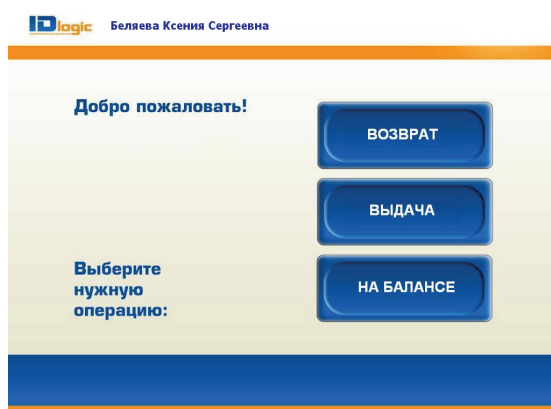 IDlogic
Беляева Ксения Сергеевна
Добро пожаловать!
ВОЗВРАТ
ВЫДАЧА
Выберите
нужную
операцию:
НА БАЛАНСЕ